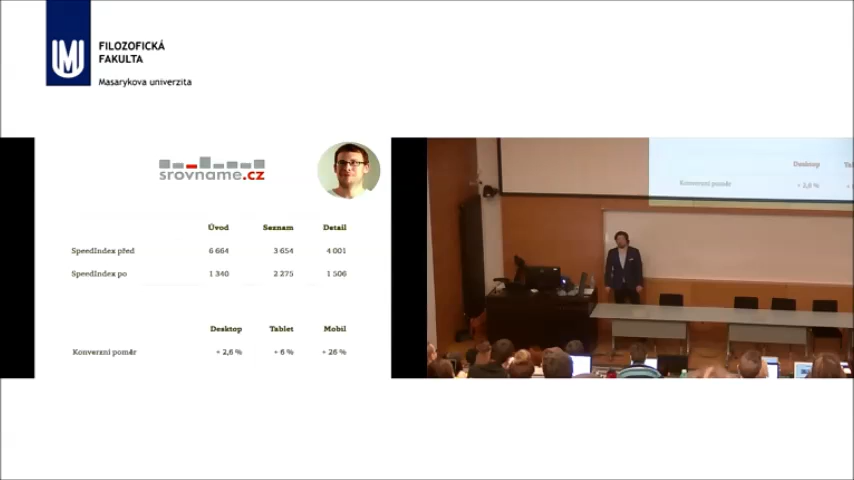 FILOZOFICKÁ
FAKULTA
Masarykova univerzita
srovname.cz
Úvod Seznam Detail
SpeedIndex před 6 664 3 654 4 001
SpeedIndex po 1 340 2 275 1 506
Desktop Tablet Mobil
Konverzní poměr + 2,6 % + 6 % + 26 %
Desktop
Konverzní poměr + 2,6 %